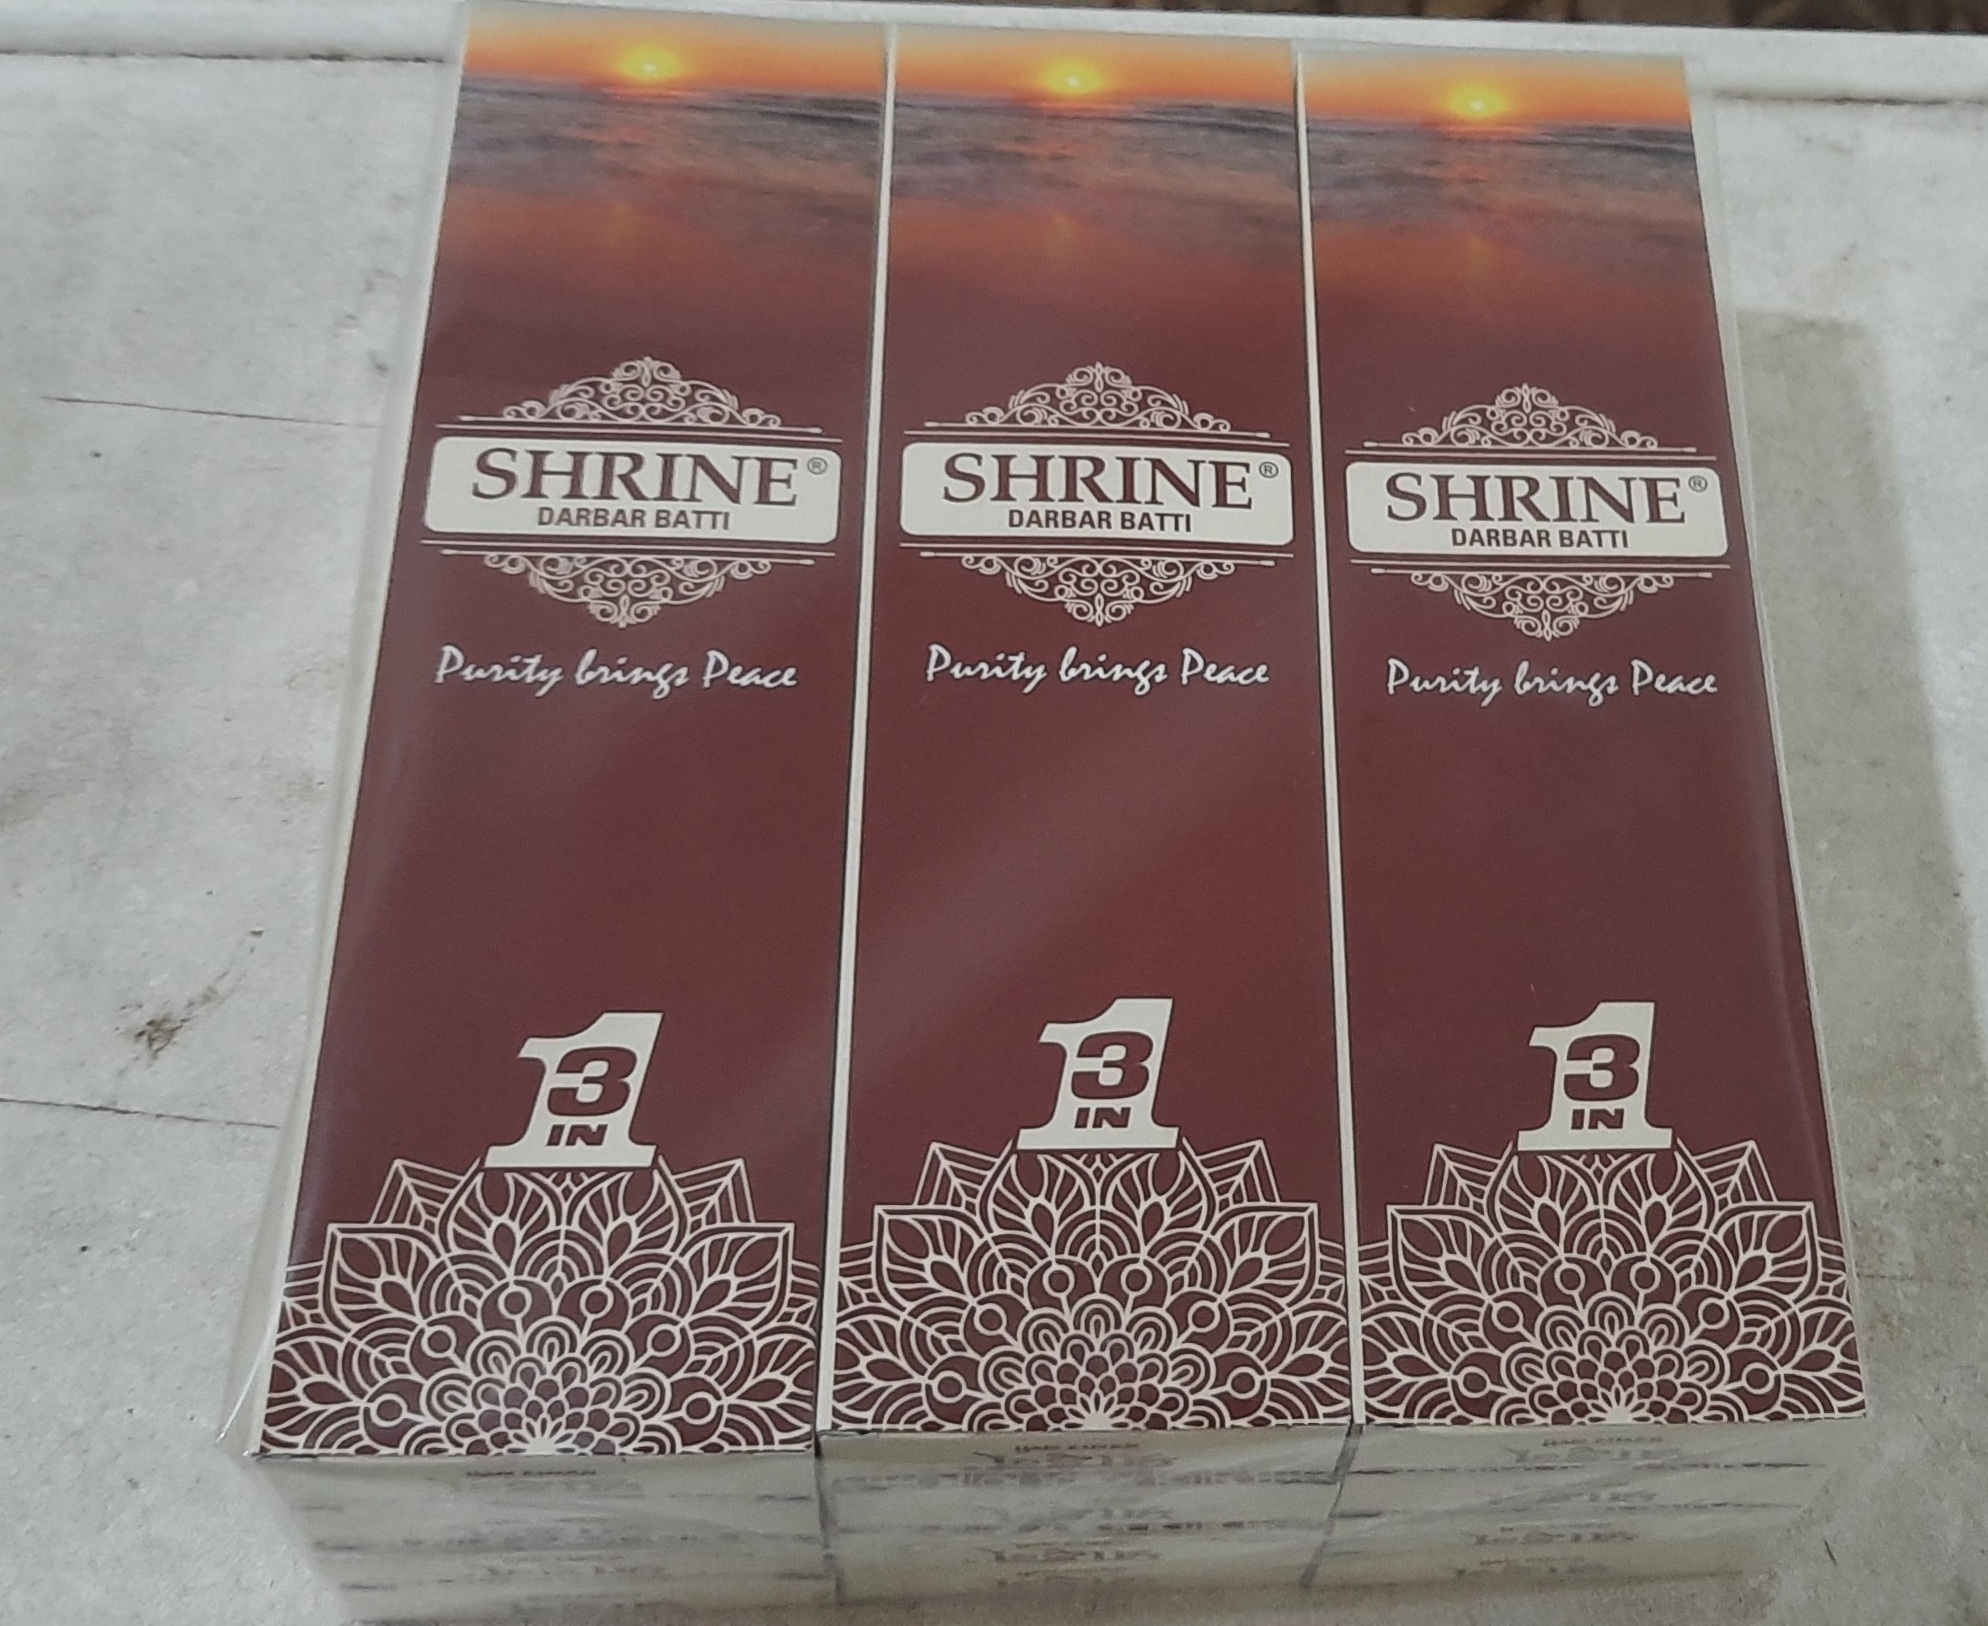 SHRINE®
DARBAR BATTI
Purity brings Peace
3
IN
1
SHRINE®
DARBAR BATTI
Purity brings Peace
3
IN
1
SHRINE®
DARBAR BATTI
Purity brings Peace
3
IN
1